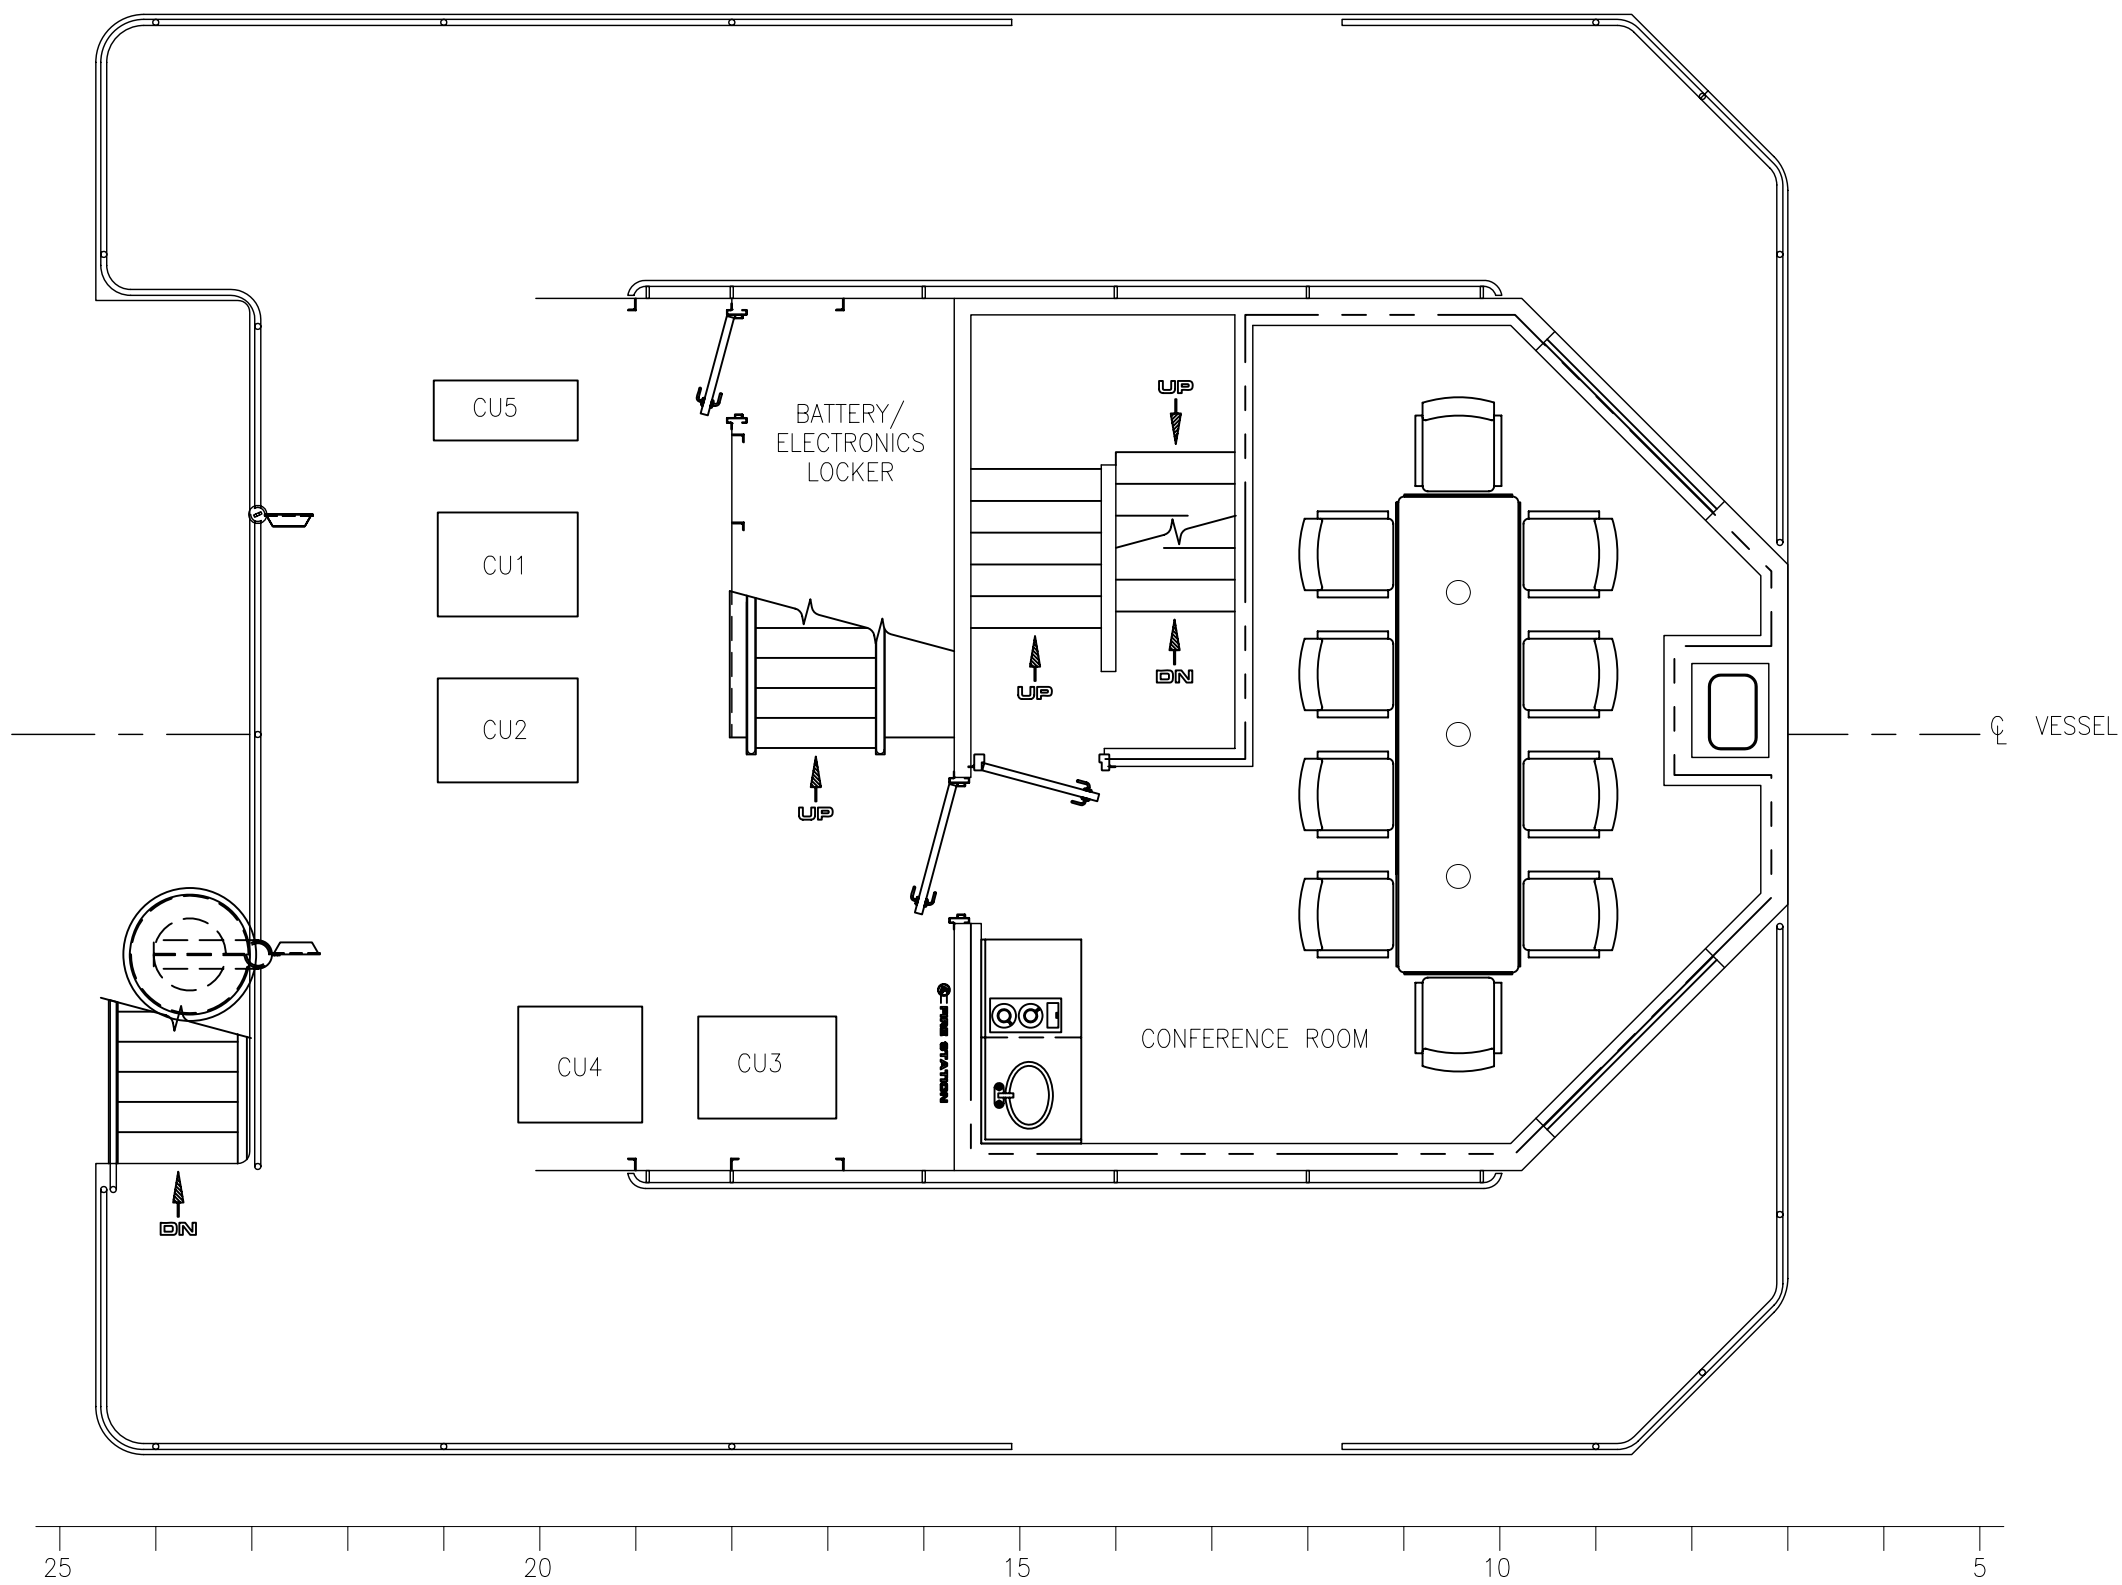 UP
CU5
BATTERY/
ELECTRONICS
LOCKER
CU1
UP
DN
CU2
℄ VESSEL
UP
FIRE STATION
CONFERENCE ROOM
CU4
CU3
DN
25 20 15 10 5